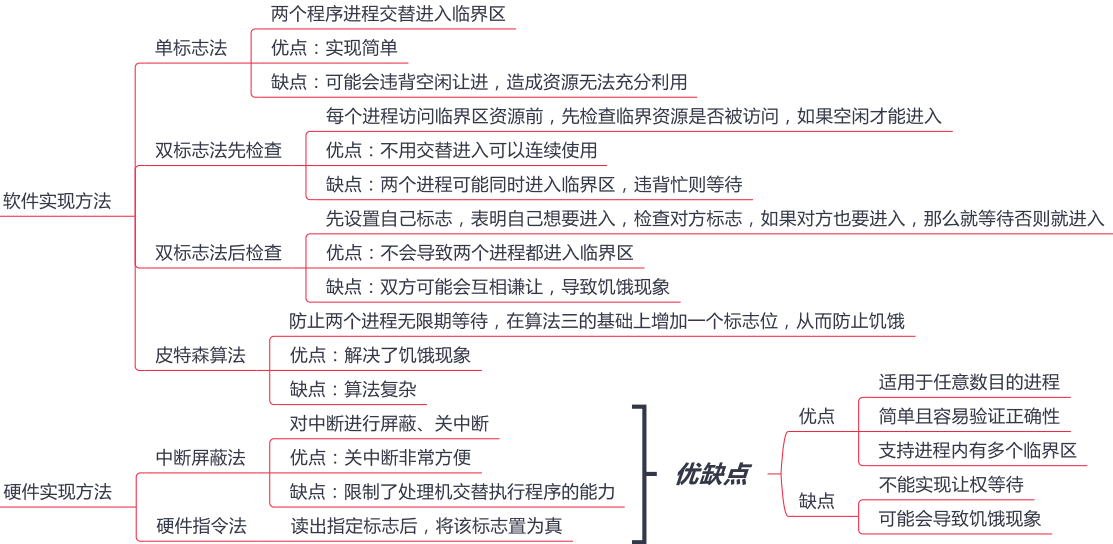 软件实现方法
单标志法
两个程序进程交替进入临界区
优点：实现简单
缺点：可能会违背空闲让进，造成资源无法充分利用
双标志法先检查
每个进程访问临界区资源前，先检查临界资源是否被访问，如果空闲才能进入
优点：不用交替进入可以连续使用
缺点：两个进程可能同时进入临界区，违背忙则等待
双标志法后检查
先设置自己标志，表明自己想要进入，检查对方标志，如果对方也要进入，那么就等待否则就进入
优点：不会导致两个进程都进入临界区
缺点：双方可能会互相谦让，导致饥饿现象
皮特森算法
防止两个进程无限期等待，在算法三的基础上增加一个标志位，从而防止饥饿
优点：解决了饥饿现象
缺点：算法复杂
硬件实现方法
中断屏蔽法
对中断进行屏蔽、关中断
优点：关中断非常方便
缺点：限制了处理机交替执行程序的能力
硬件指令法
读出指定标志后，将该标志置为真
优缺点
优点
适用于任意数目的进程
简单且容易验证正确性
支持进程内有多个临界区
缺点
不能实现让权等待
可能会导致饥饿现象